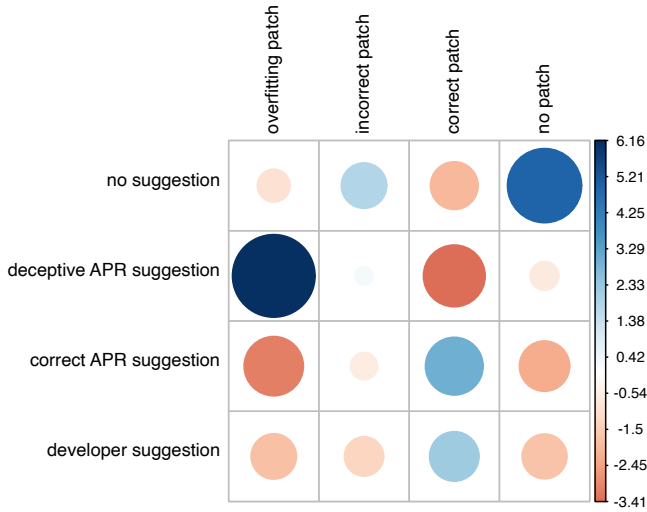 overfitting patch
incorrect patch
correct patch
no patch
no suggestion
deceptive APR suggestion
correct APR suggestion
developer suggestion
6.16
5.21
4.25
3.29
2.33
1.38
0.42
-0.54
-1.5
-2.45
-3.41